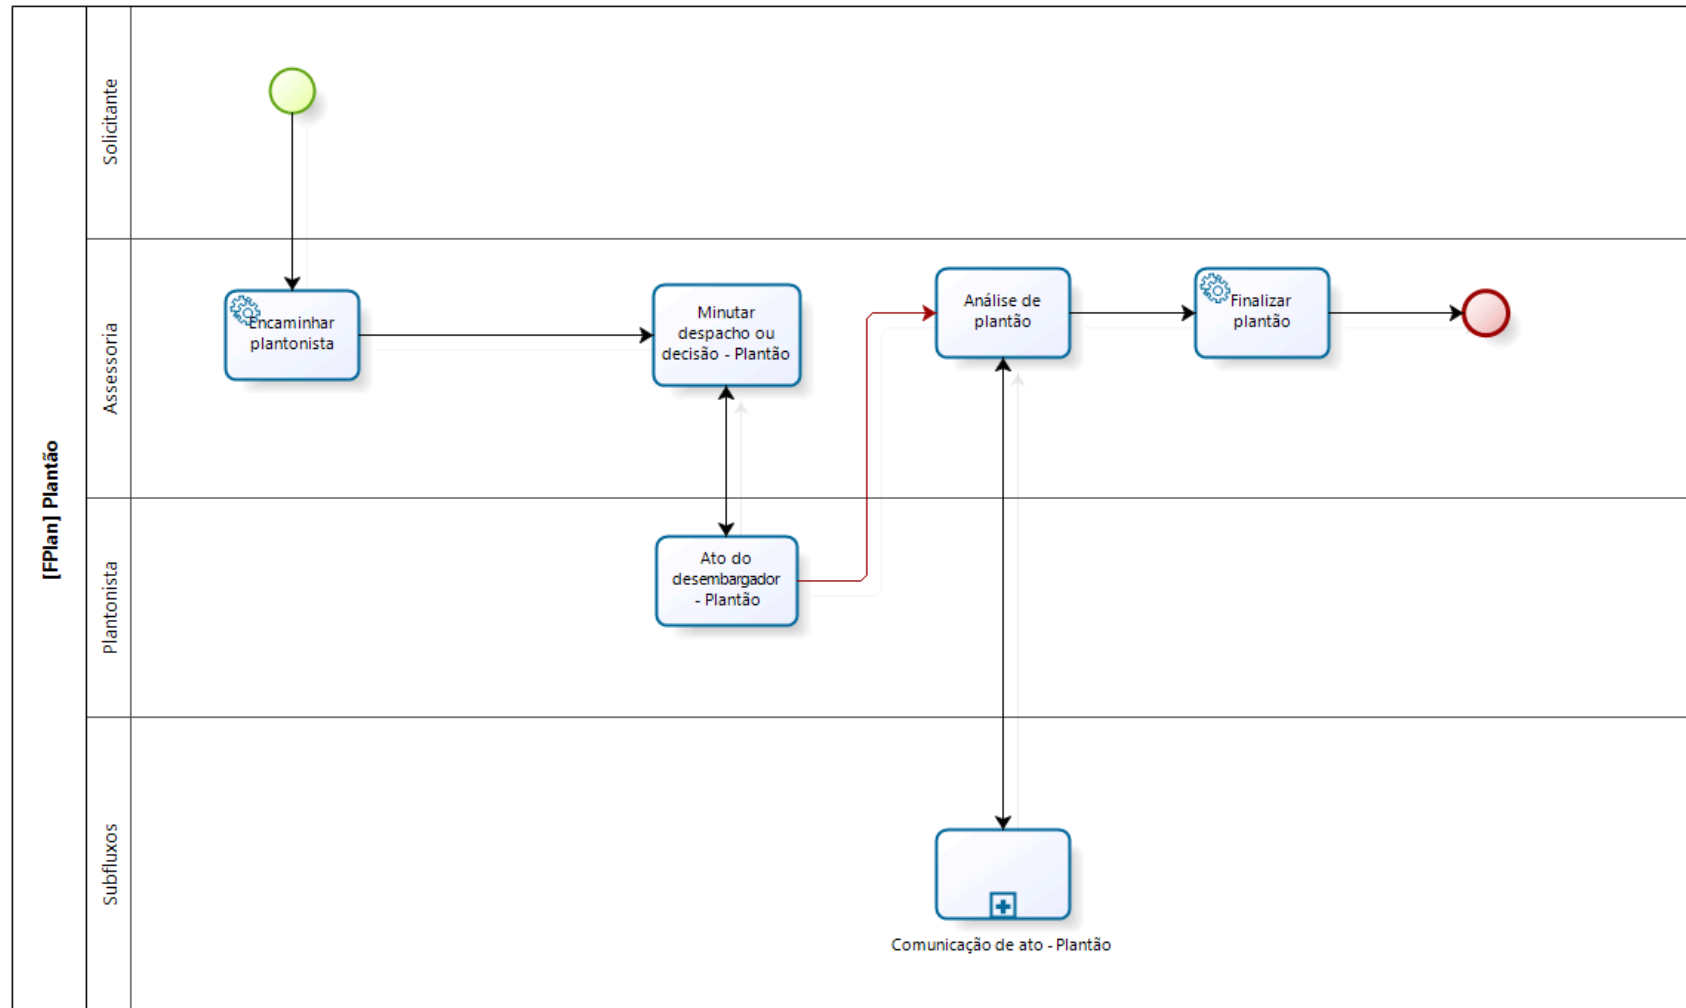 [FPlan] Plantão
Solicitante
Assessoria
Encaminhar
plantonista
Minutar
despacho ou
decisão - Plantão
Análise de
plantão
Finalizar
plantão
Plantonista
Ato do
desembargador
- Plantão
Subfluxos
Comunicação de ato - Plantão